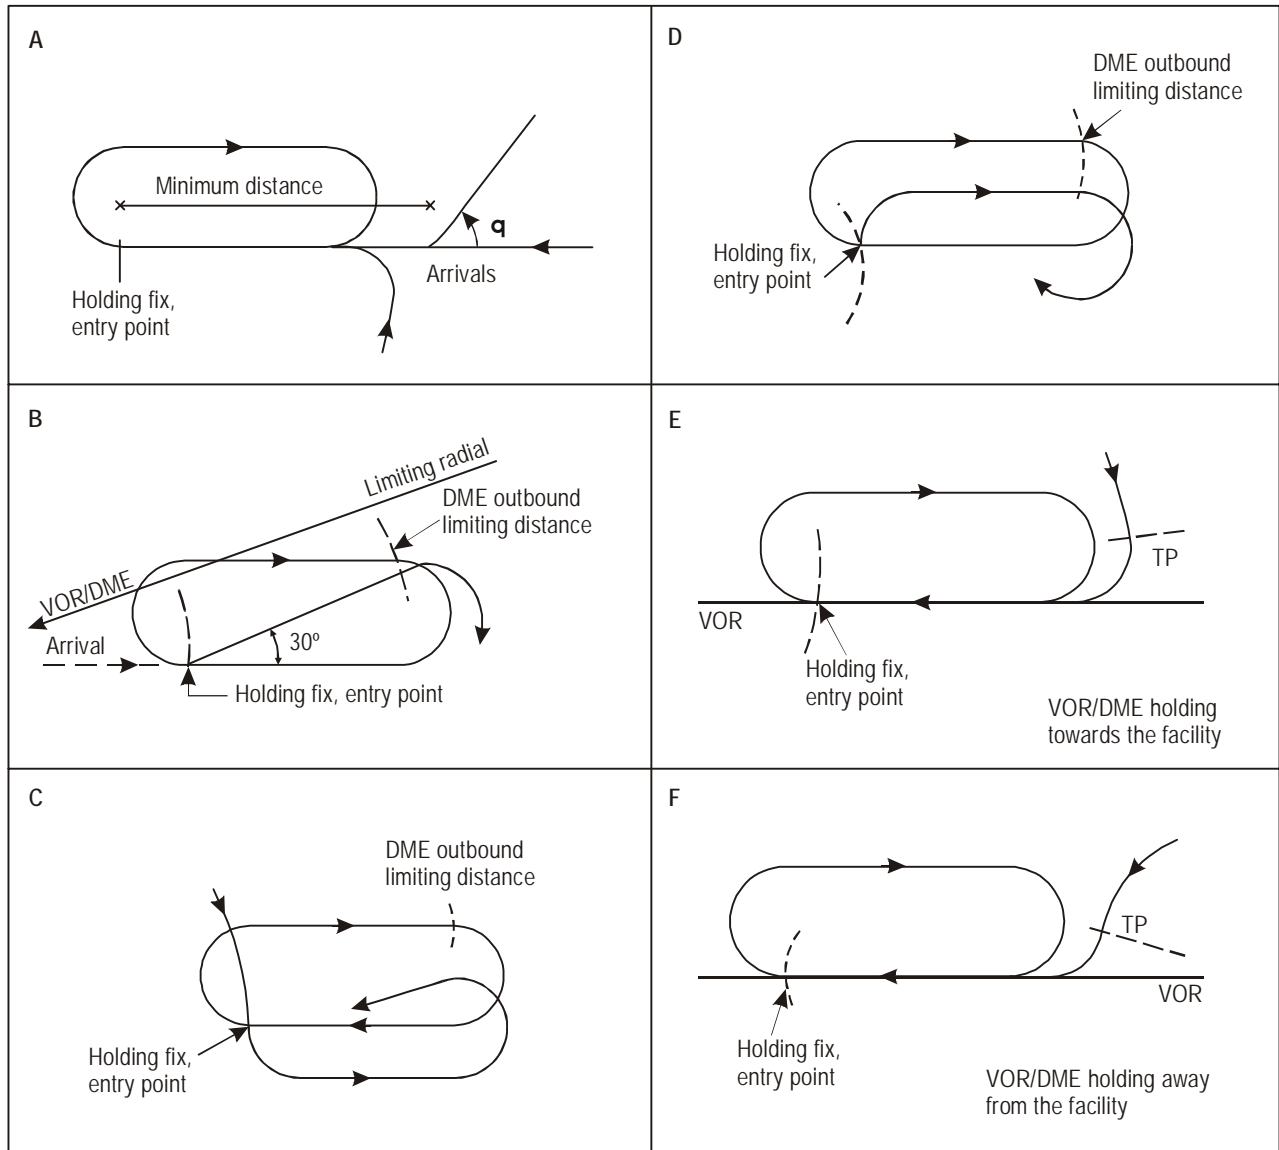 A
Minimum distance
q
Arrivals
Holding fix,
entry point
B
Limiting radial
DME outbound
limiting distance
VOR/DME
Arrival
30º
Holding fix, entry point
C
DME outbound
limiting distance
Holding fix,
entry point
D
DME outbound
limiting distance
Holding fix,
entry point
E
TP
VOR
Holding fix,
entry point
VOR/DME holding
towards the facility
F
TP
VOR
Holding fix,
entry point
VOR/DME holding away
from the facility